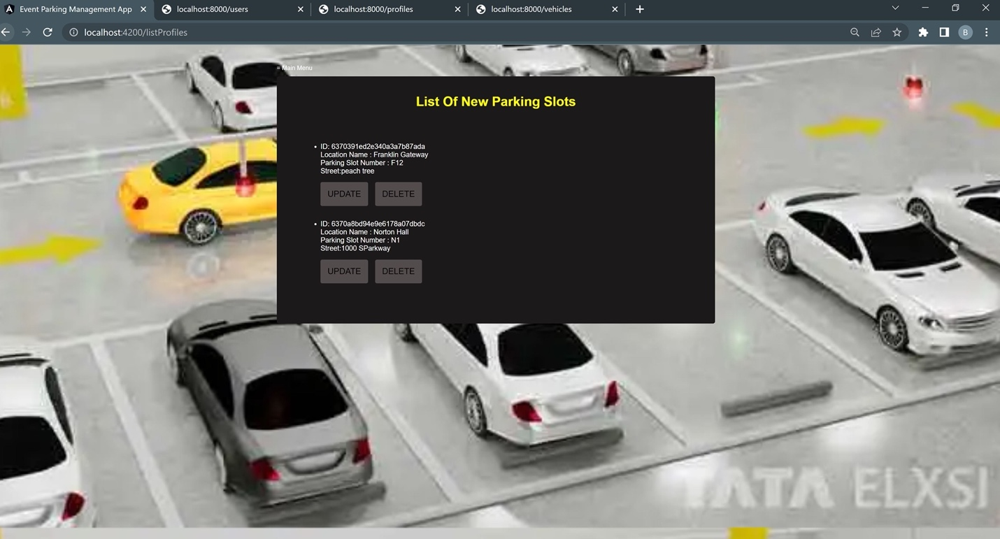 Event Parking Management App
localhost:8000/users
localhost:8000/profiles
localhost:8000/vehicles
localhost:4200/listProfiles
B
≡ Main Menu
List Of New Parking Slots
ID: 6370391ed2e340a3a7b87ada
Location Name : Franklin Gateway
Parking Slot Number : F12
Street:peach tree
UPDATE DELETE
ID: 6370a8bd94e9e6178a07dbdc
Location Name : Norton Hall
Parking Slot Number : N1
Street:1000 SParkway
UPDATE DELETE
TATA ELXSI